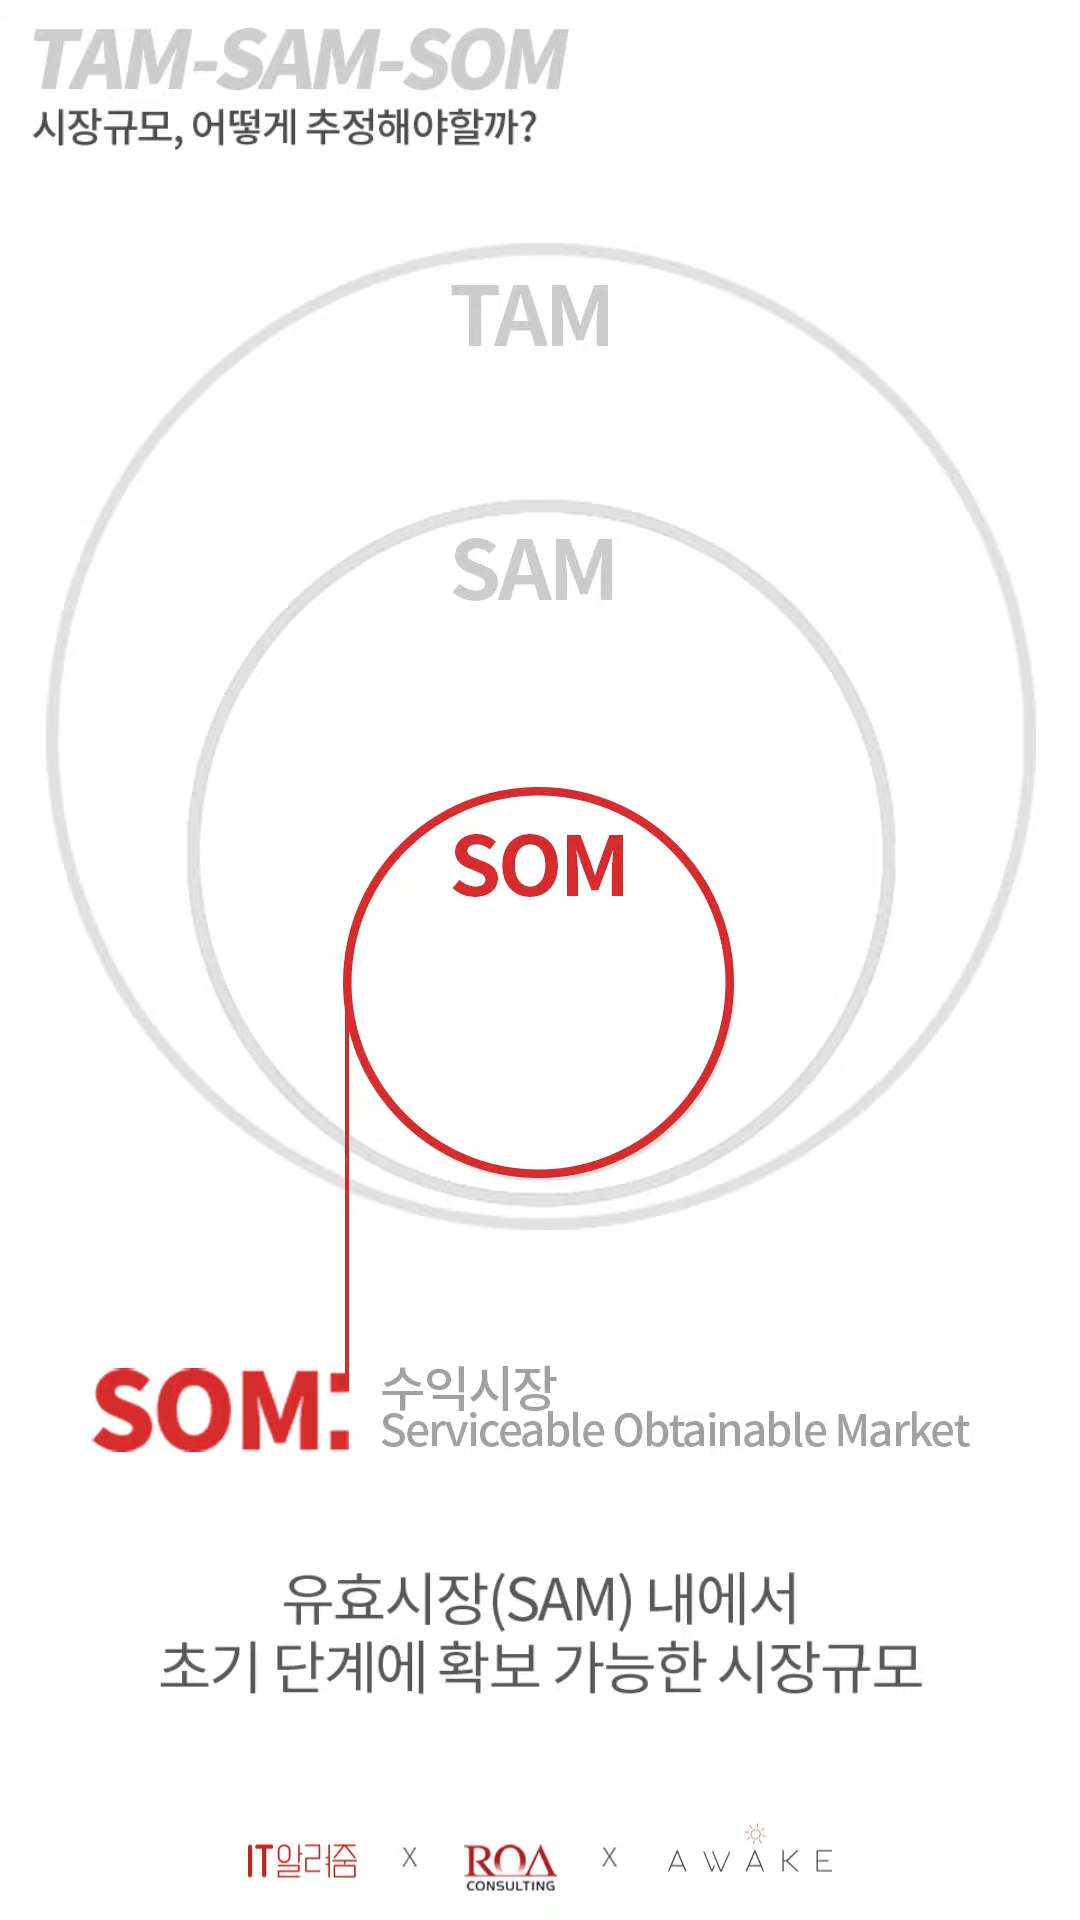 TAM-SAM-SOM
시장규모, 어떻게 추정해야할까?
TAM
SAM
SOM
SOM: 수익시장
Serviceable Obtainable Market
유효시장(SAM) 내에서
초기 단계에 확보 가능한 시장규모
IT알려줌 X ROA CONSULTING X AWAKE